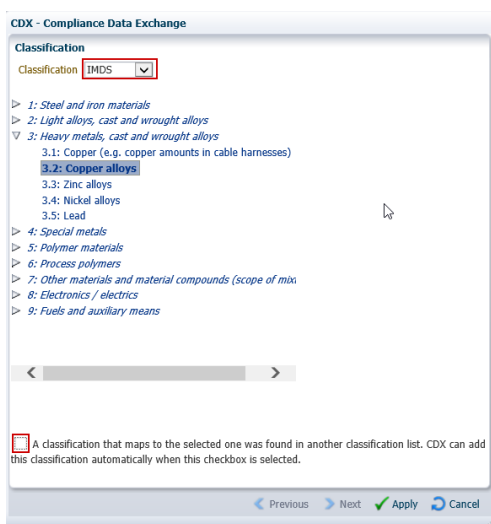 CDX - Compliance Data Exchange
Classification
Classification IMDS
1: Steel and iron materials
2: Light alloys, cast and wrought alloys
3: Heavy metals, cast and wrought alloys
3.1: Copper (e.g. copper amounts in cable harnesses)
3.2: Copper alloys
3.3: Zinc alloys
3.4: Nickel alloys
3.5: Lead
4: Special metals
5: Polymer materials
6: Process polymers
7: Other materials and material compounds (scope of mix
8: Electronics / electrics
9: Fuels and auxiliary means
A classification that maps to the selected one was found in another classification list. CDX can add
this classification automatically when this checkbox is selected.
Previous Next Apply Cancel